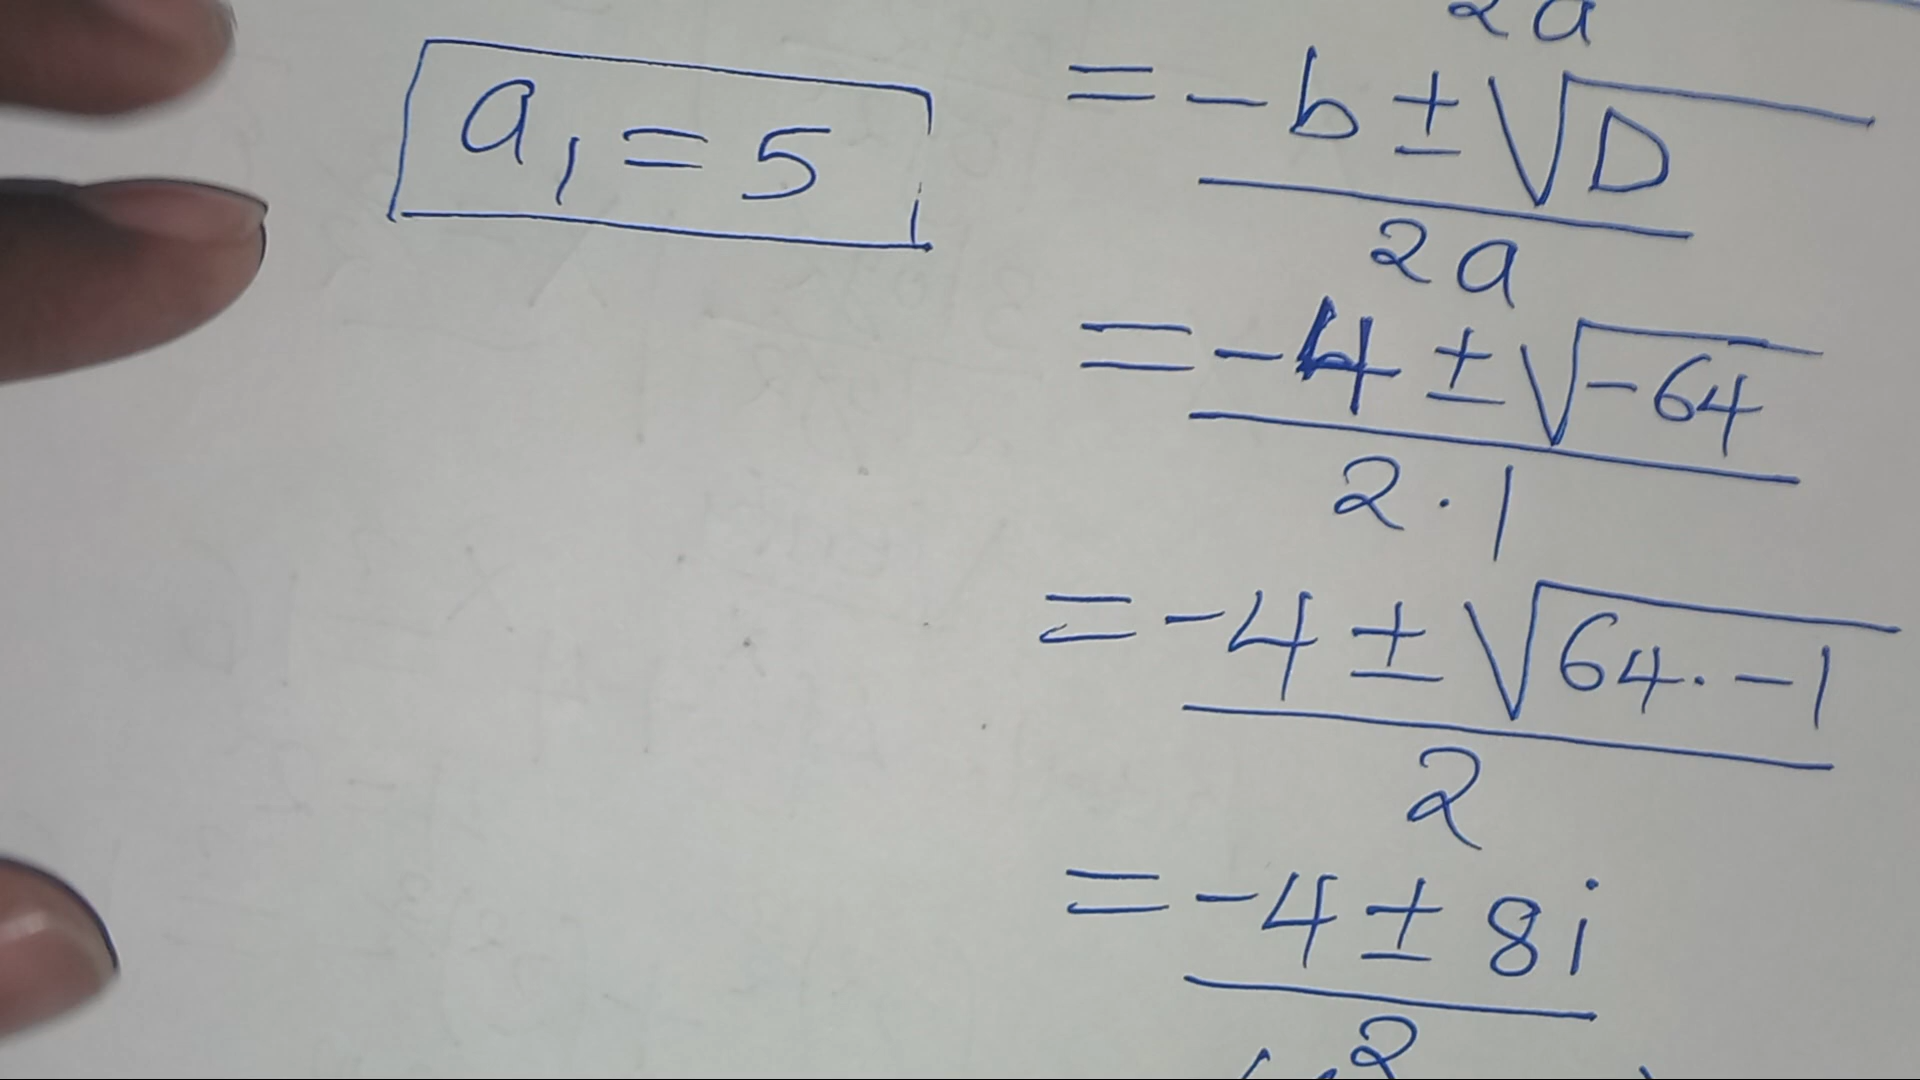 a₁ = 5
2a
= -b ± √D
2a
= -4 ± √-64
2 · 1
= -4 ± √64 · -1
2
= -4 ± 8i
2